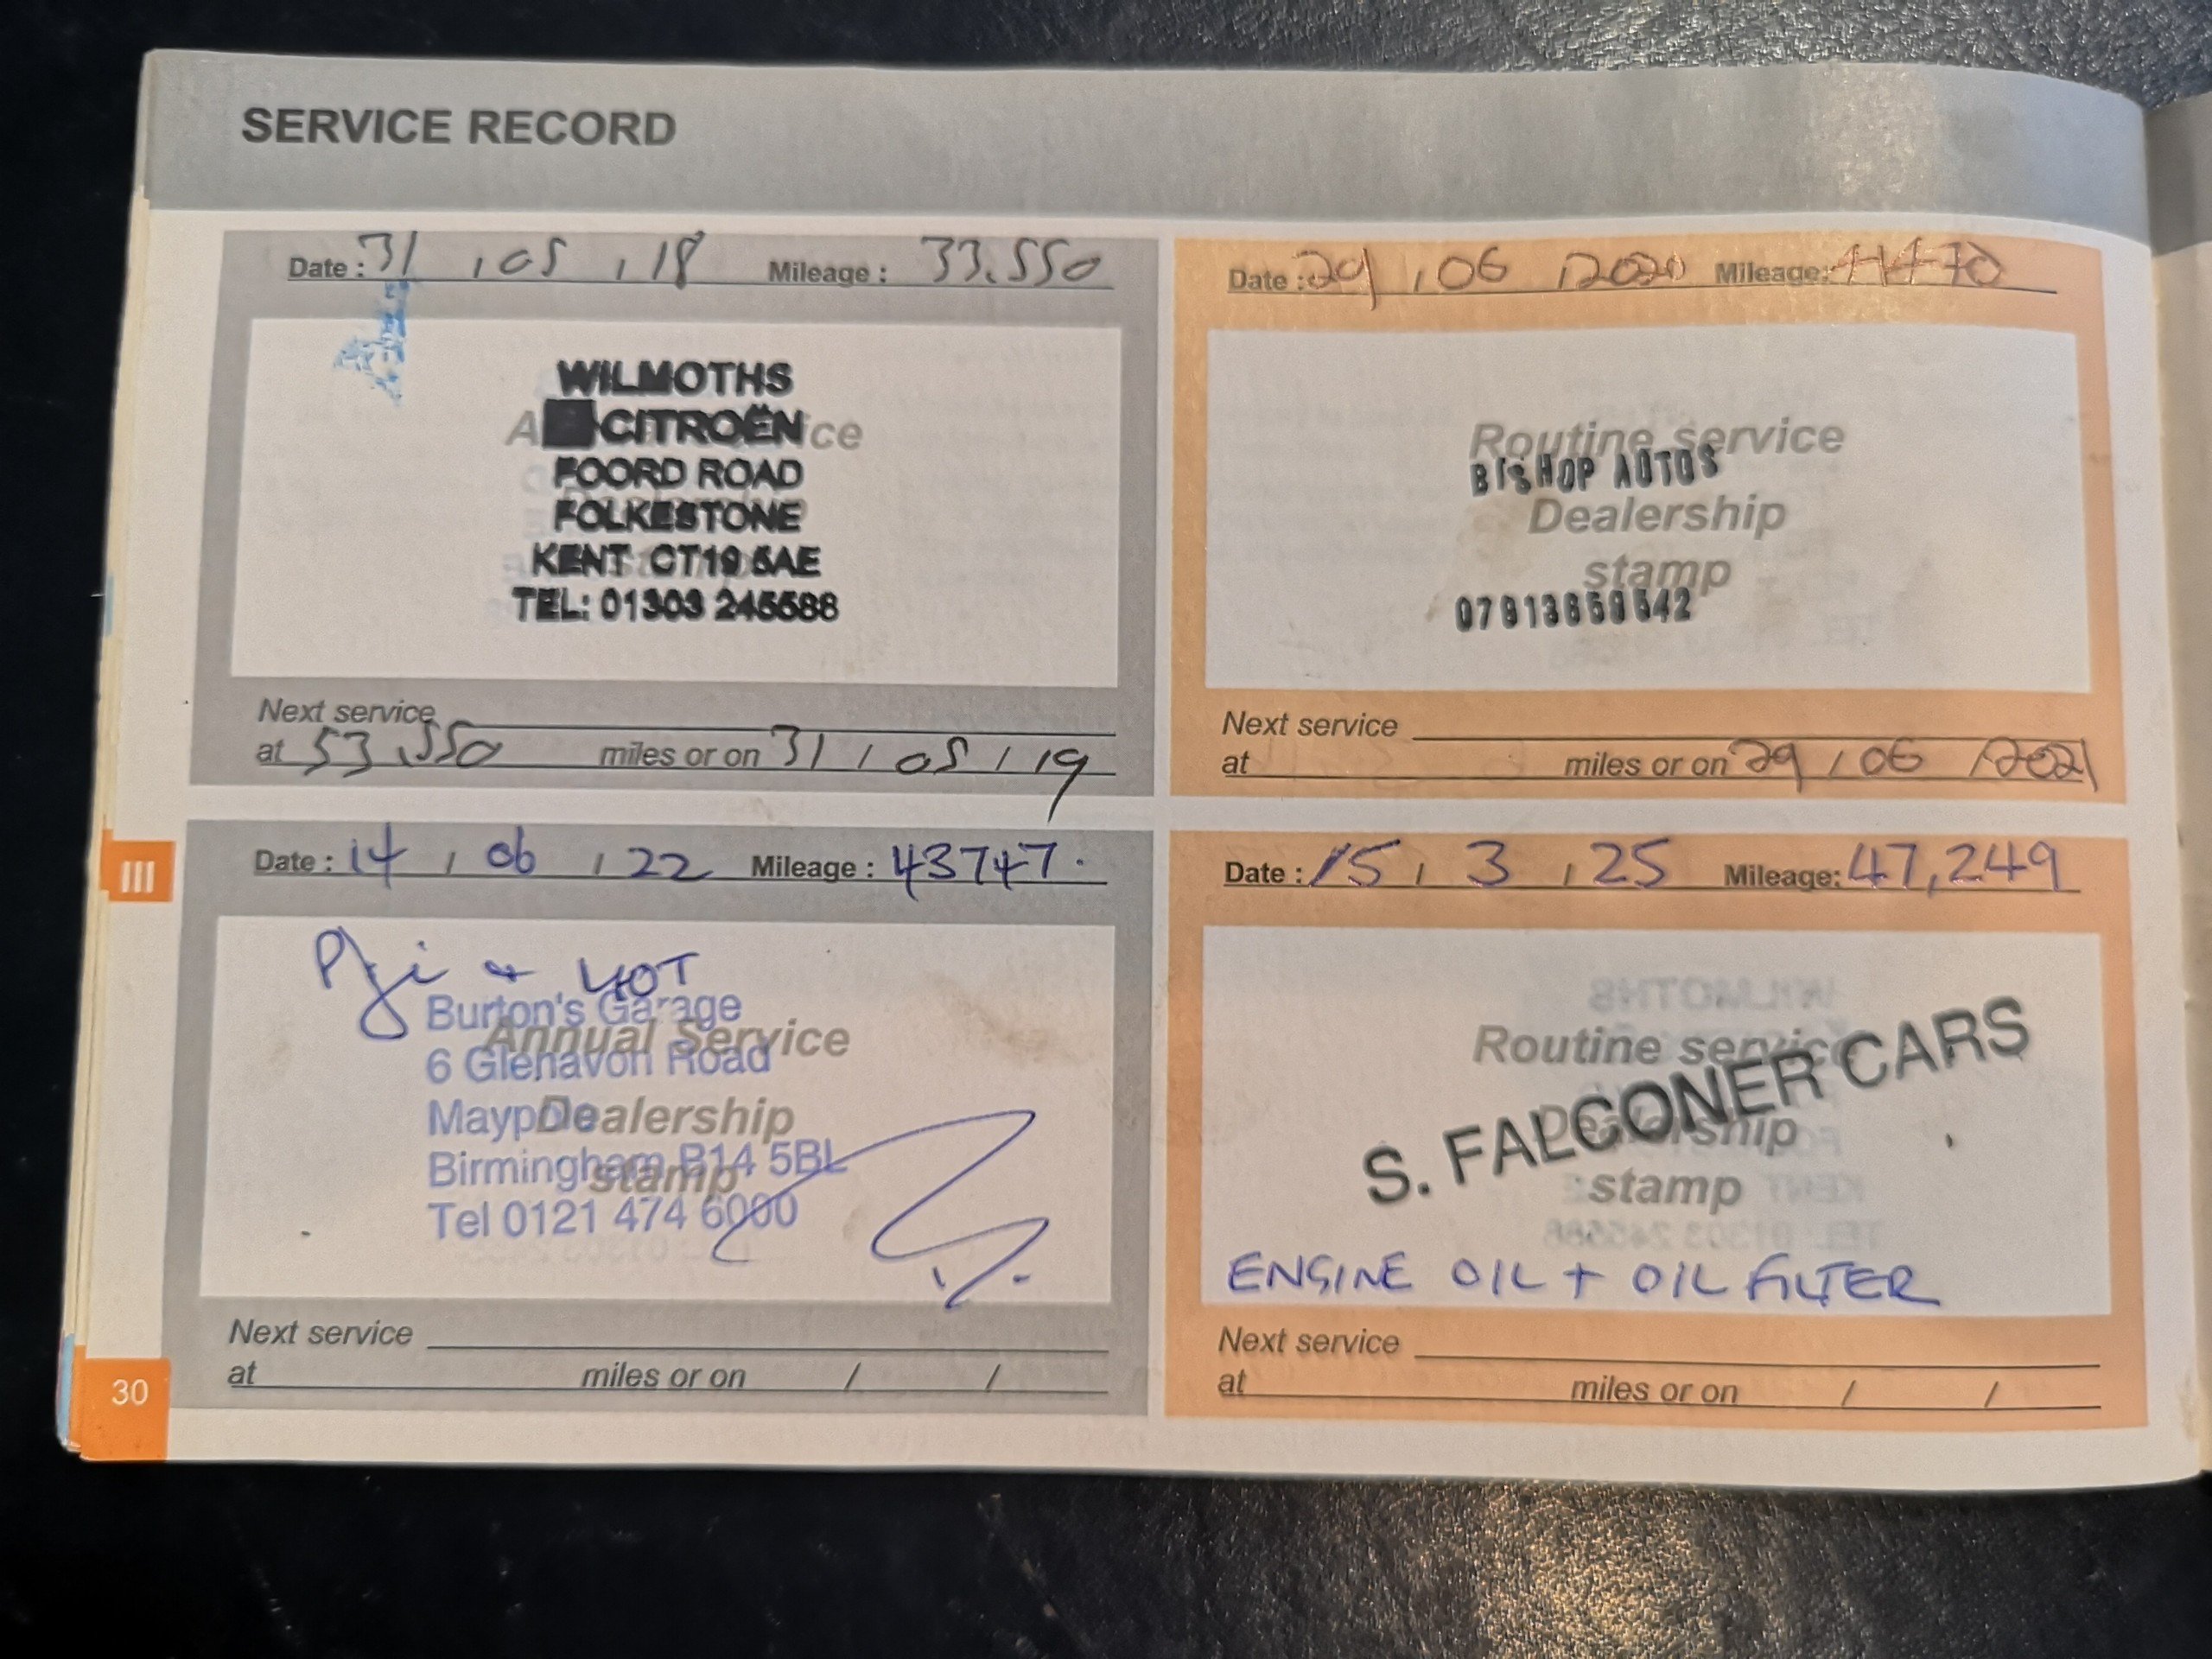 SERVICE RECORD
Date : 31 / 05 / 18 Mileage : 33.550
WILMOTHS
CITROËN
FOORD ROAD
FOLKESTONE
KENT CT19 5AE
TEL: 01303 245588
Next service
at 53.550 miles or on 31 / 05 / 19
Date : 29 / 06 / 2020 Mileage:
Routine service
BISHOP AUTOS
Dealership
stamp
Next service
at miles or on 29 / 06 / 2021
Date : 14 / 06 / 22 Mileage : 43747.
+ MOT
Burton's Garage
Annual Service
6 Glenavon Road
Maypole
Dealership
Birmingham B14 5BL
stamp
Tel 0121 474 6000
Next service
at miles or on / /
Date : 15 / 3 / 25 Mileage: 47,249
Routine service
S. FALCONER CARS
Dealership
stamp
ENGINE OIL + OIL FILTER
Next service
at miles or on / /
III
30